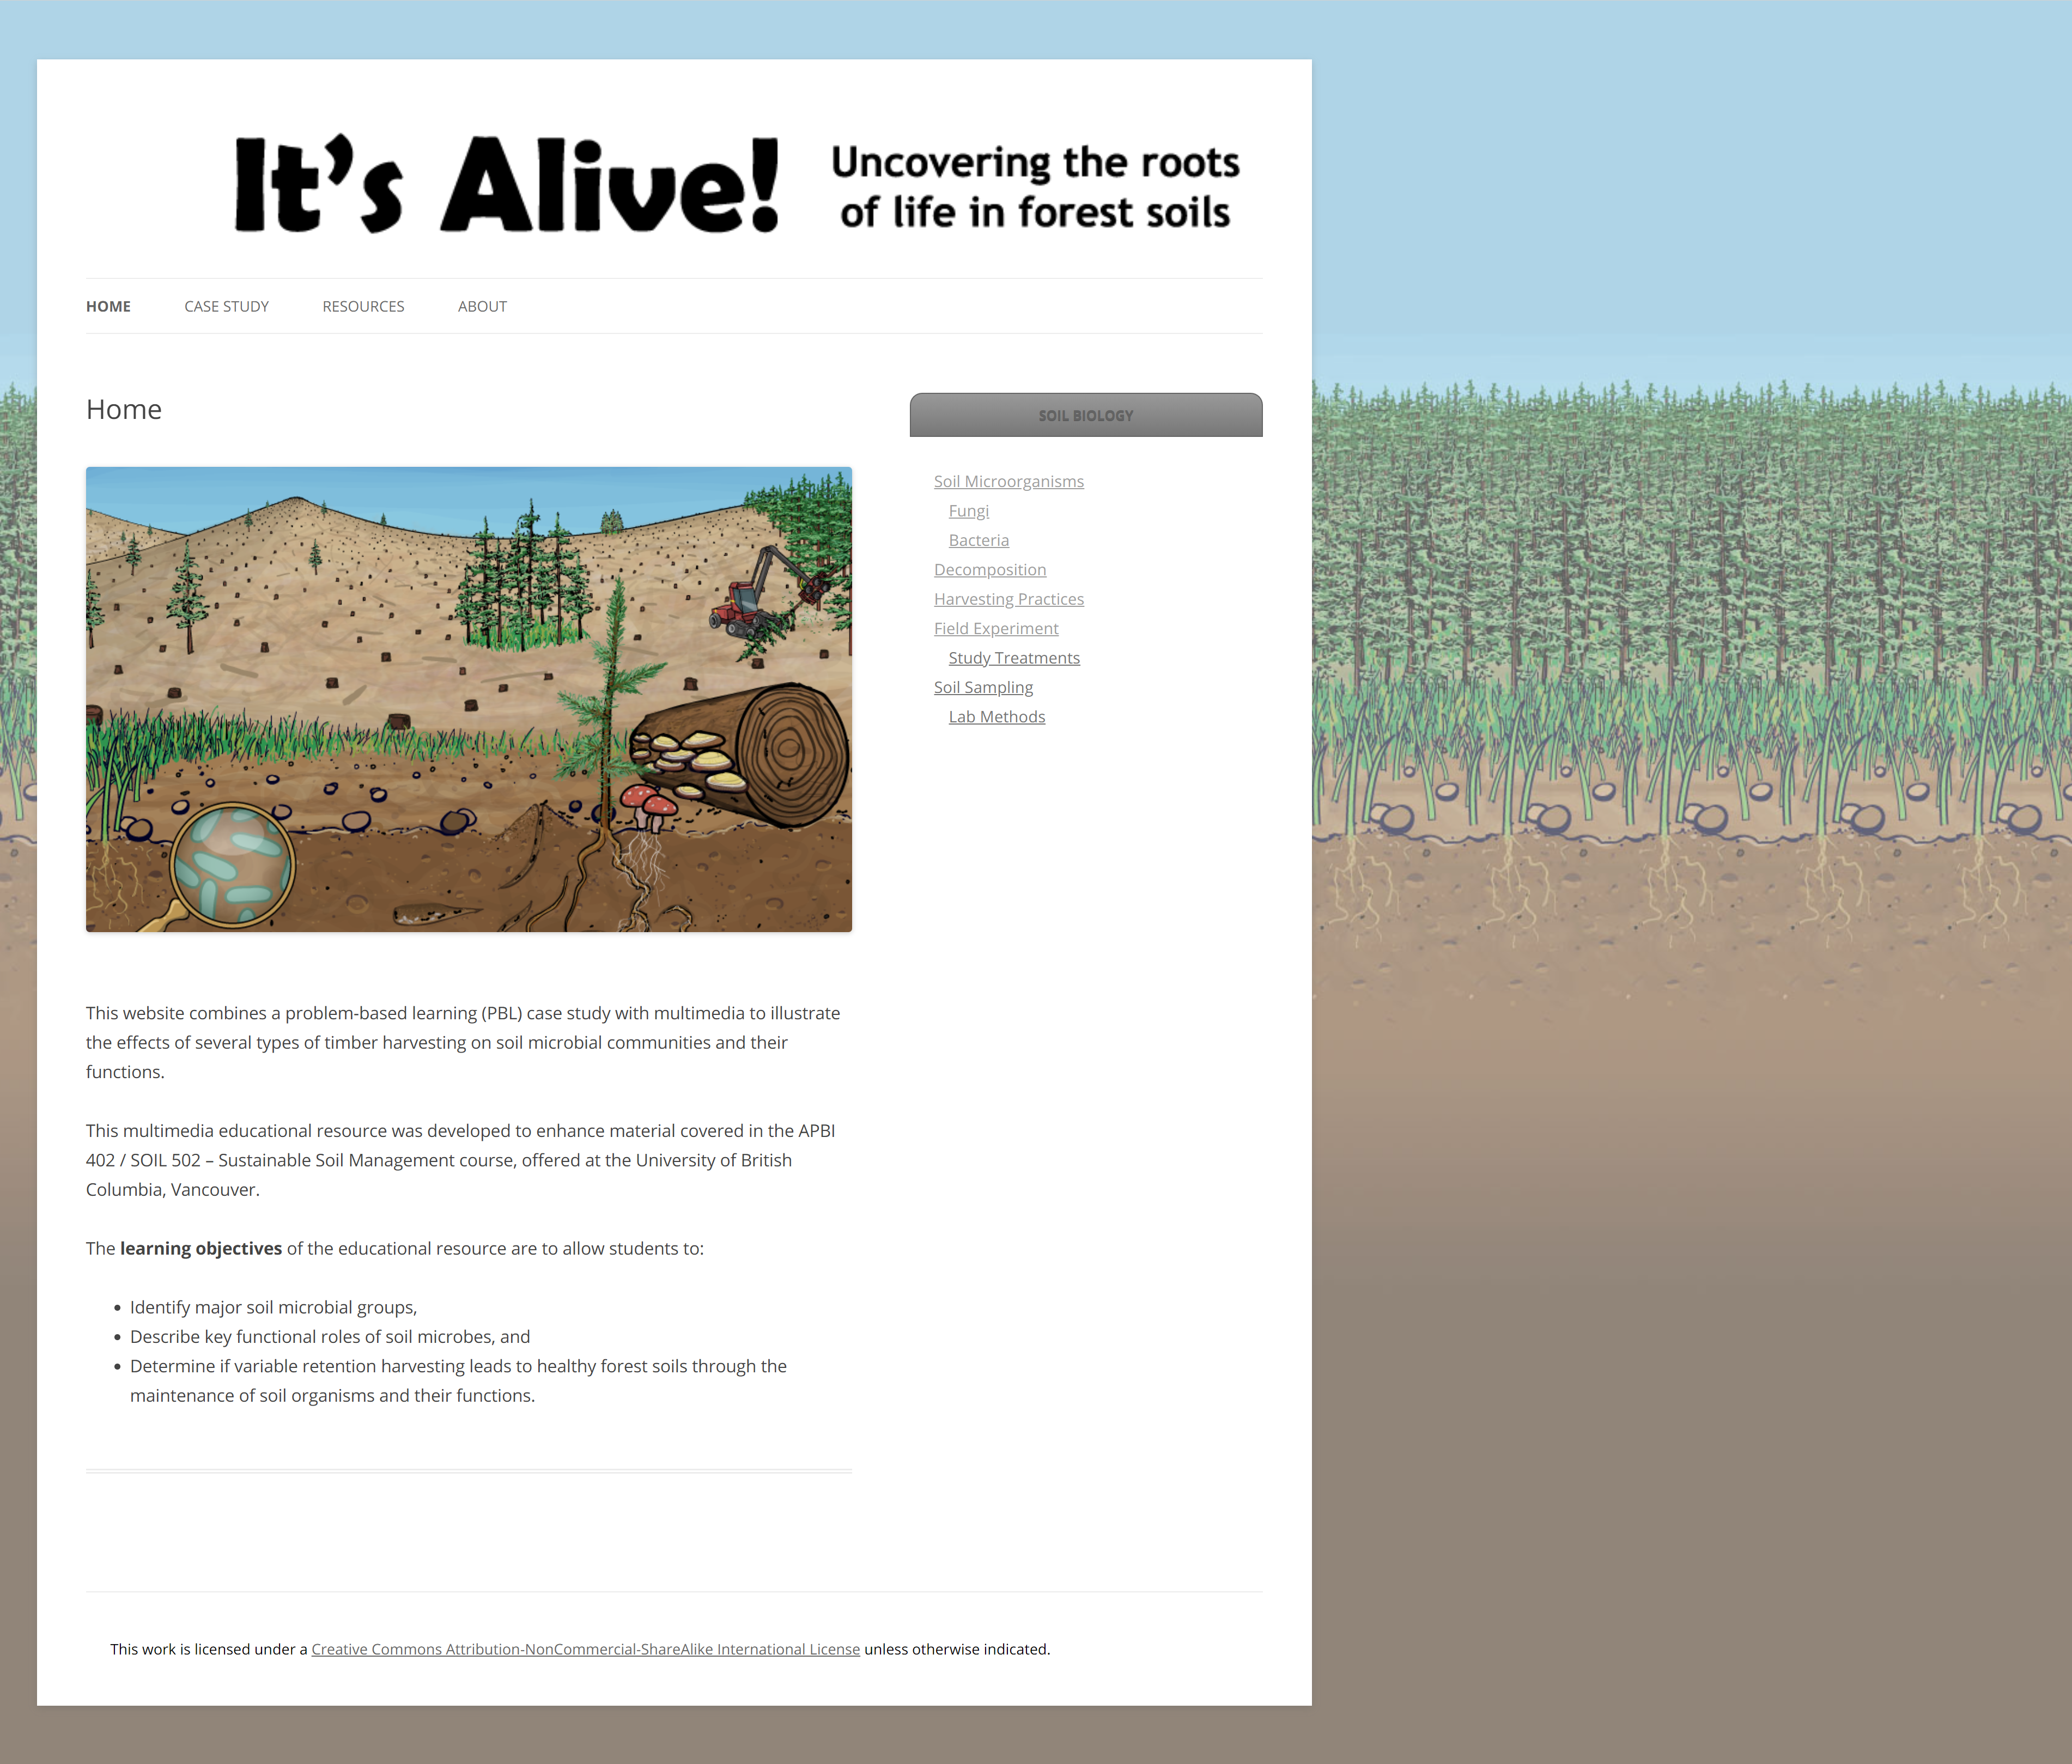 It's Alive!
Uncovering the roots
of life in forest soils
HOME
CASE STUDY
RESOURCES
ABOUT
Home
This website combines a problem-based learning (PBL) case study with multimedia to illustrate
the effects of several types of timber harvesting on soil microbial communities and their
functions.
This multimedia educational resource was developed to enhance material covered in the APBI
402 / SOIL 502 – Sustainable Soil Management course, offered at the University of British
Columbia, Vancouver.
The learning objectives of the educational resource are to allow students to:
• Identify major soil microbial groups,
• Describe key functional roles of soil microbes, and
• Determine if variable retention harvesting leads to healthy forest soils through the
maintenance of soil organisms and their functions.
SOIL BIOLOGY
Soil Microorganisms
Fungi
Bacteria
Decomposition
Harvesting Practices
Field Experiment
Study Treatments
Soil Sampling
Lab Methods
This work is licensed under a Creative Commons Attribution-NonCommercial-ShareAlike International License unless otherwise indicated.